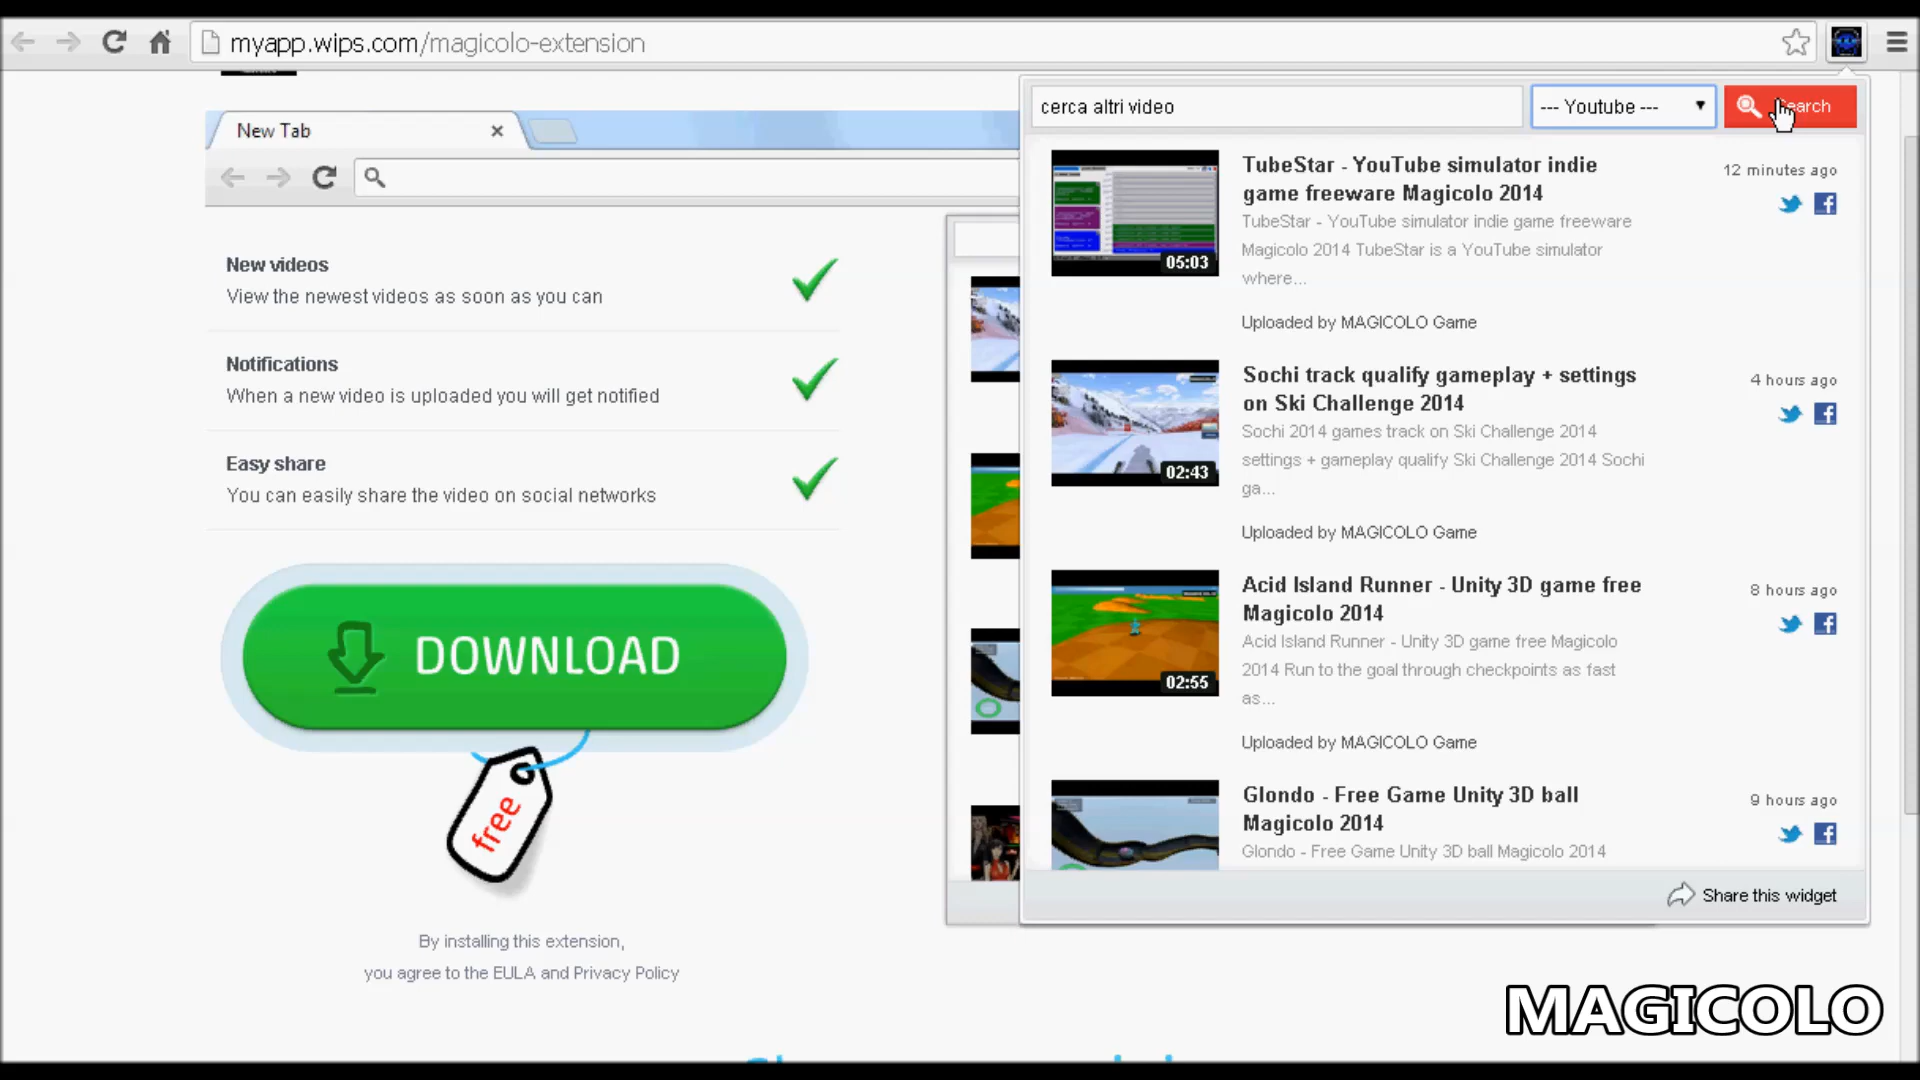 myapp.wips.com/magicolo-extension
New Tab
New videos
View the newest videos as soon as you can
Notifications
When a new video is uploaded you will get notified
Easy share
You can easily share the video on social networks
DOWNLOAD
free
By installing this extension,
you agree to the EULA and Privacy Policy
cerca altri video
--- Youtube ---
TubeStar - YouTube simulator indie
game freeware Magicolo 2014
12 minutes ago
TubeStar - YouTube simulator indie game freeware
Magicolo 2014 TubeStar is a YouTube simulator
where...
05:03
Uploaded by MAGICOLO Game
Sochi track qualify gameplay + settings
on Ski Challenge 2014
4 hours ago
Sochi 2014 games track on Ski Challenge 2014
settings + gameplay qualify Ski Challenge 2014 Sochi
ga...
02:43
Uploaded by MAGICOLO Game
Acid Island Runner - Unity 3D game free
Magicolo 2014
8 hours ago
Acid Island Runner - Unity 3D game free Magicolo
2014 Run to the goal through checkpoints as fast
as...
02:55
Uploaded by MAGICOLO Game
Glondo - Free Game Unity 3D ball
Magicolo 2014
9 hours ago
Glondo - Free Game Unity 3D ball Magicolo 2014
Share this widget
MAGICOLO